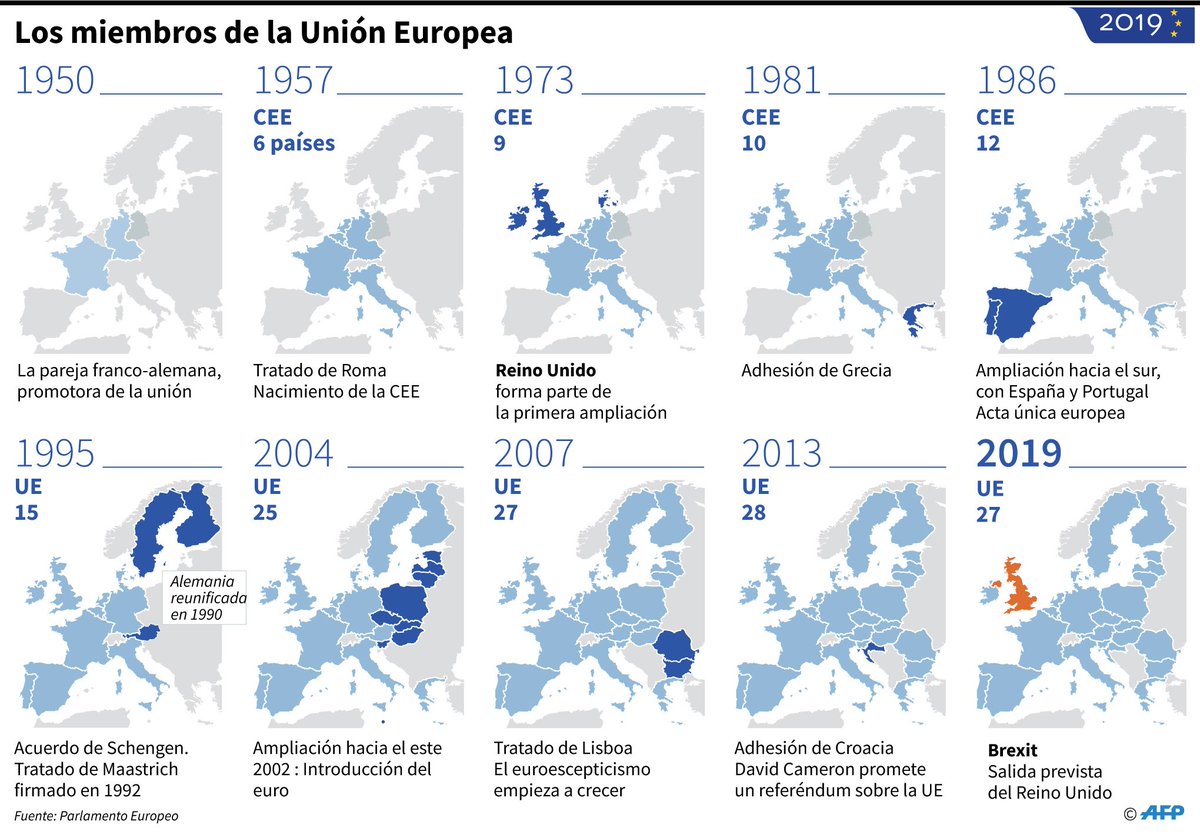 Los miembros de la Unión Europea
2019
1950
La pareja franco-alemana,
promotora de la unión
1957
CEE
6 países
Tratado de Roma
Nacimiento de la CEE
1973
CEE
9
Reino Unido
forma parte de
la primera ampliación
1981
CEE
10
Adhesión de Grecia
1986
CEE
12
Ampliación hacia el sur,
con España y Portugal
Acta única europea
1995
UE
15
Alemania
reunificada
en 1990
Acuerdo de Schengen.
Tratado de Maastrich
firmado en 1992
2004
UE
25
Ampliación hacia el este
2002 : Introducción del
euro
2007
UE
27
Tratado de Lisboa
El euroescepticismo
empieza a crecer
2013
UE
28
Adhesión de Croacia
David Cameron promete
un referéndum sobre la UE
2019
UE
27
Brexit
Salida prevista
del Reino Unido
Fuente: Parlamento Europeo
© AFP